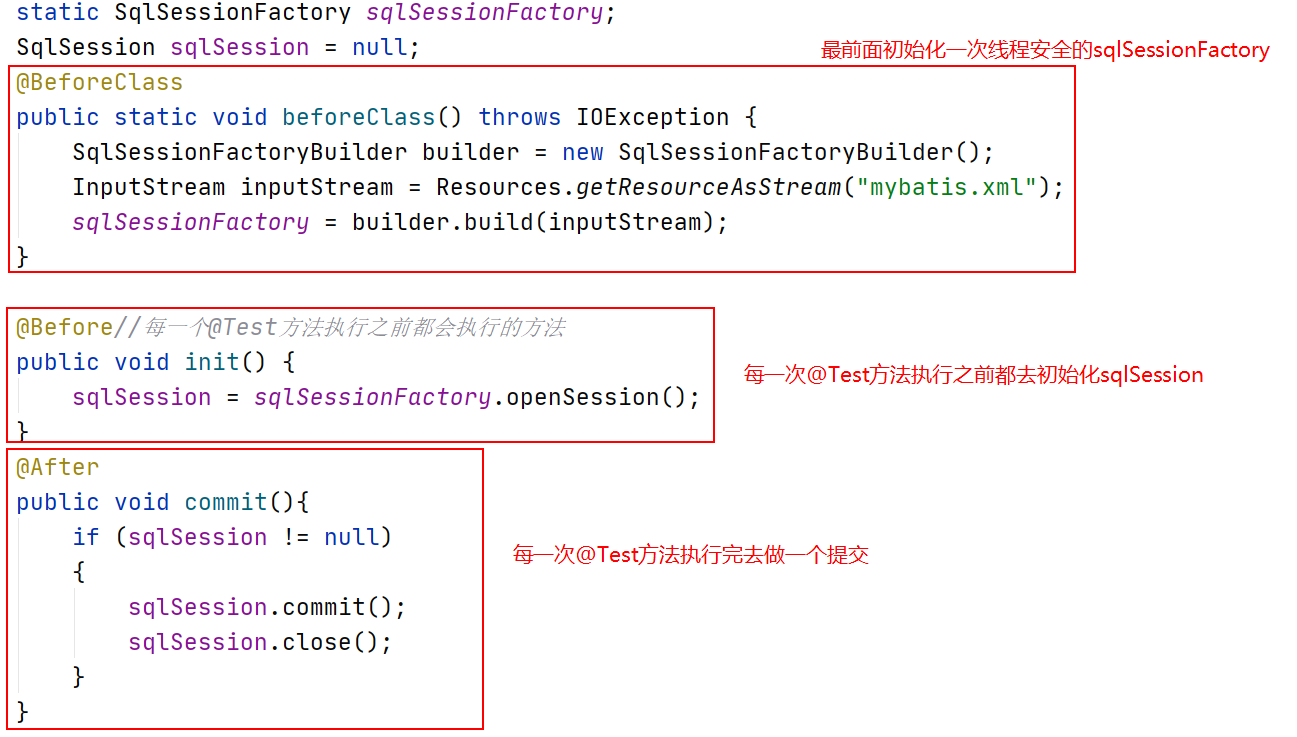 static SqlSessionFactory sqlSessionFactory;
SqlSession sqlSession = null;
最前面初始化一次线程安全的sqlSessionFactory
@BeforeClass
public static void beforeClass() throws IOException {
SqlSessionFactoryBuilder builder = new SqlSessionFactoryBuilder();
InputStream inputStream = Resources.getResourceAsStream("mybatis.xml");
sqlSessionFactory = builder.build(inputStream);
}
@Before//每一个@Test方法执行之前都会执行的方法
public void init() {
每一次@Test方法执行之前都去初始化sqlSession
sqlSession = sqlSessionFactory.openSession();
}
@After
public void commit(){
if (sqlSession != null)
每一次@Test方法执行完去做一个提交
{
sqlSession.commit();
sqlSession.close();
}
}